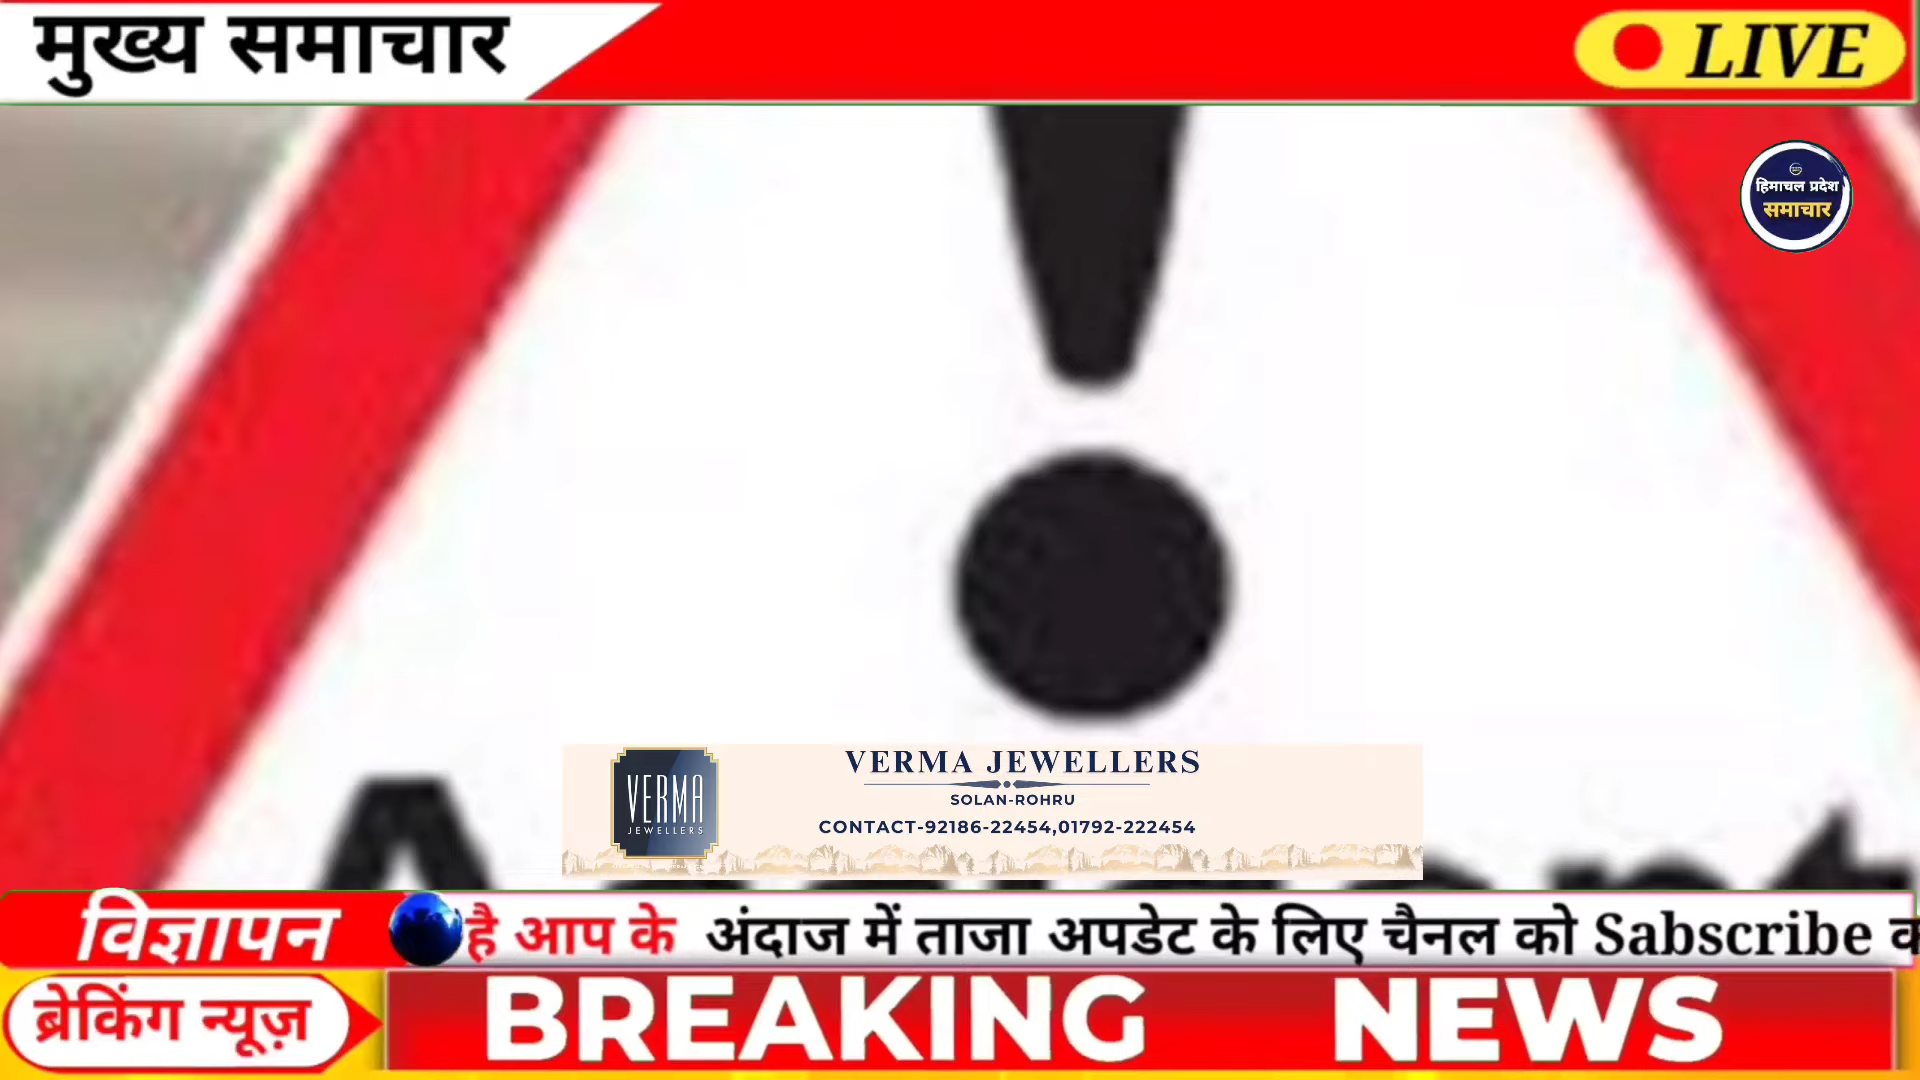 मुख्य समाचार
LIVE
हिमाचल प्रदेश
समाचार
VERMA
JEWELLERS
VERMA JEWELLERS
SOLAN-ROHRU
CONTACT-92186-22454,01792-222454
विज्ञापन
है आप के अंदाज में ताजा अपडेट के लिए चैनल को Sabscribe
ब्रेकिंग न्यूज़
BREAKING NEWS